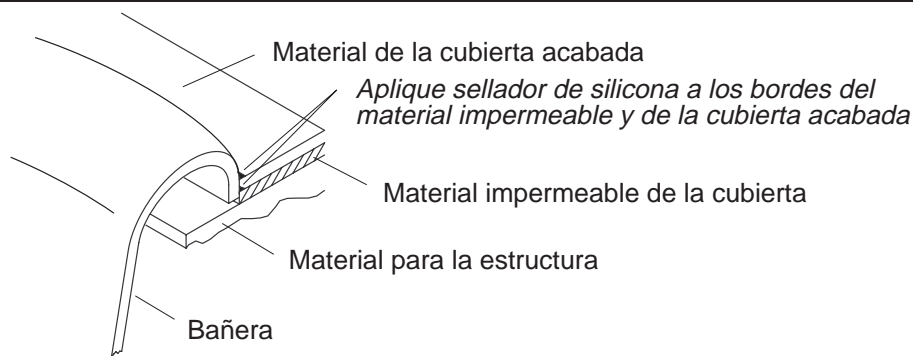 Material de la cubierta acabada
Aplique sellador de silicona a los bordes del
material impermeable y de la cubierta acabada
Material impermeable de la cubierta
Material para la estructura
Bañera